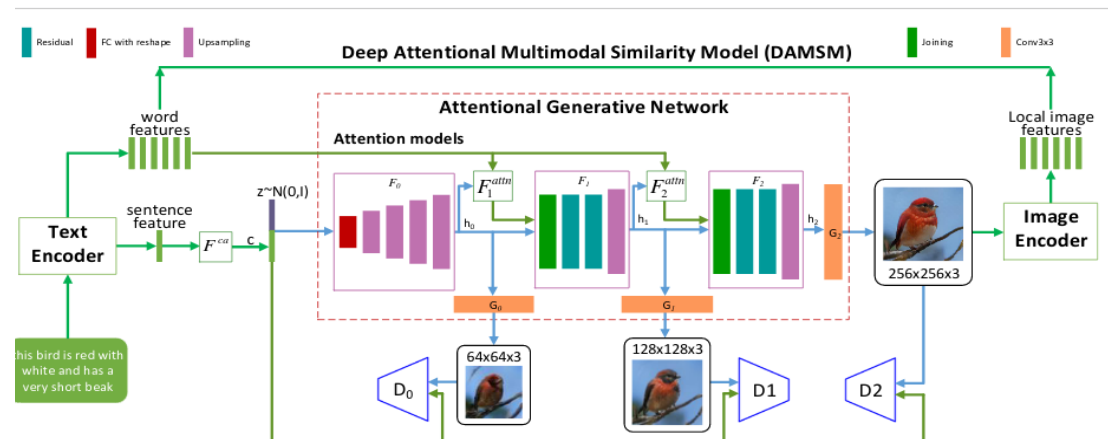 Residual
FC with reshape
Upsampling
Joining
Conv3x3
Deep Attentional Multimodal Similarity Model (DAMSM)
Attentional Generative Network
word
features
Attention models
Local image
features
z~N(0,I)
F₀
F₁ᵃᵗᵗⁿ
F₁
F₂ᵃᵗᵗⁿ
F₂
sentence
feature
Text
Encoder
Fᶜᵃ
c
h₀
h₁
h₂
G₂
Image
Encoder
256x256x3
G₀
G₁
this bird is red with
white and has a
very short beak
64x64x3
128x128x3
D₀
D1
D2